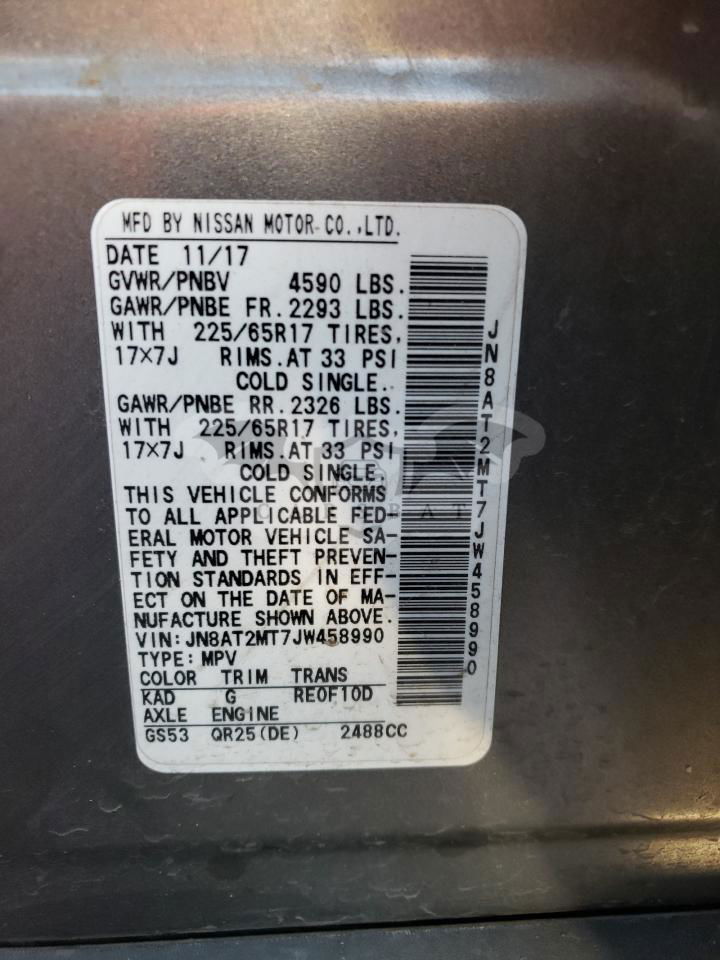 MFD BY NISSAN MOTOR CO.,LTD.
DATE 11/17
GVWR/PNBV 4590 LBS.
GAWR/PNBE FR. 2293 LBS.
WITH 225/65R17 TIRES,
17×7J RIMS. AT 33 PSI
COLD SINGLE.
GAWR/PNBE RR. 2326 LBS.
WITH 225/65R17 TIRES,
17×7J RIMS. AT 33 PSI
COLD SINGLE.
THIS VEHICLE CONFORMS
TO ALL APPLICABLE FED-
ERAL MOTOR VEHICLE SA-
FETY AND THEFT PREVEN-
TION STANDARDS IN EFF-
ECT ON THE DATE OF MA-
NUFACTURE SHOWN ABOVE.
VIN:JN8AT2MT7JW458990
TYPE:MPV
COLOR TRIM TRANS
KAD G RE0F10D
AXLE ENGINE
GS53 QR25(DE) 2488CC
JN8AT2MT7JW458990